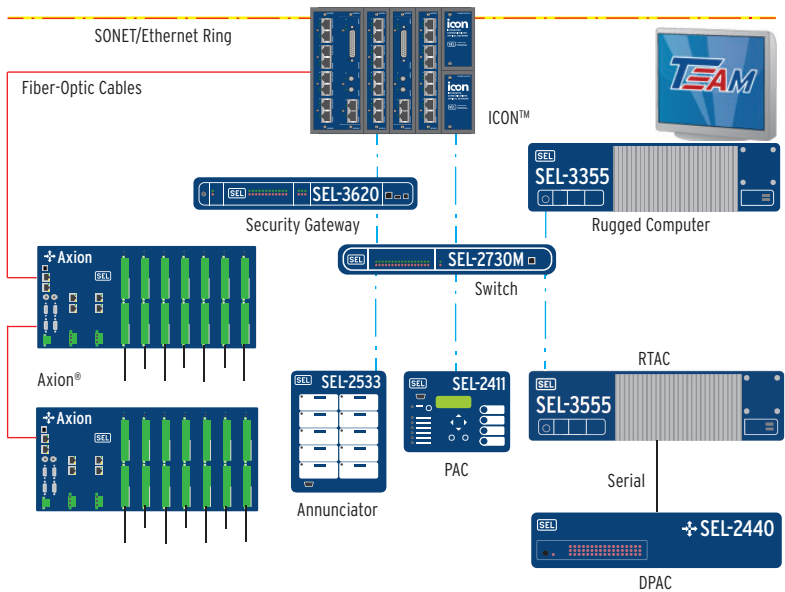 SONET/Ethernet Ring
Fiber-Optic Cables
icon
SEL
icon
SEL
ICON™
TEAM
SEL
SEL-3355
Rugged Computer
SEL
SEL-3620
Security Gateway
SEL
SEL-2730M
Switch
Axion
SEL
Axion®
Axion
SEL
SEL
SEL-2533
Annunciator
SEL
SEL-2411
PAC
RTAC
SEL
SEL-3555
Serial
SEL
SEL-2440
DPAC